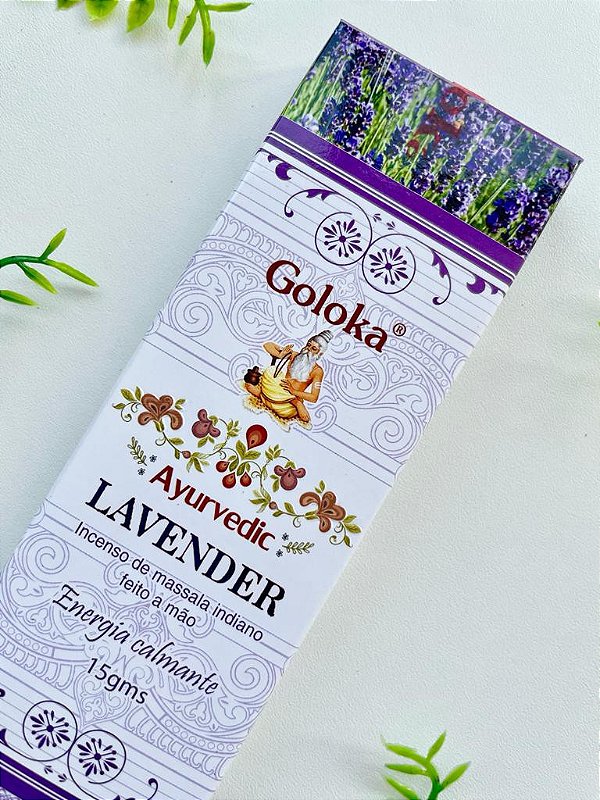 Goloka®
Ayurvedic
LAVENDER
Incenso de massala indiano
feito a mão
Energia calmante
15gms